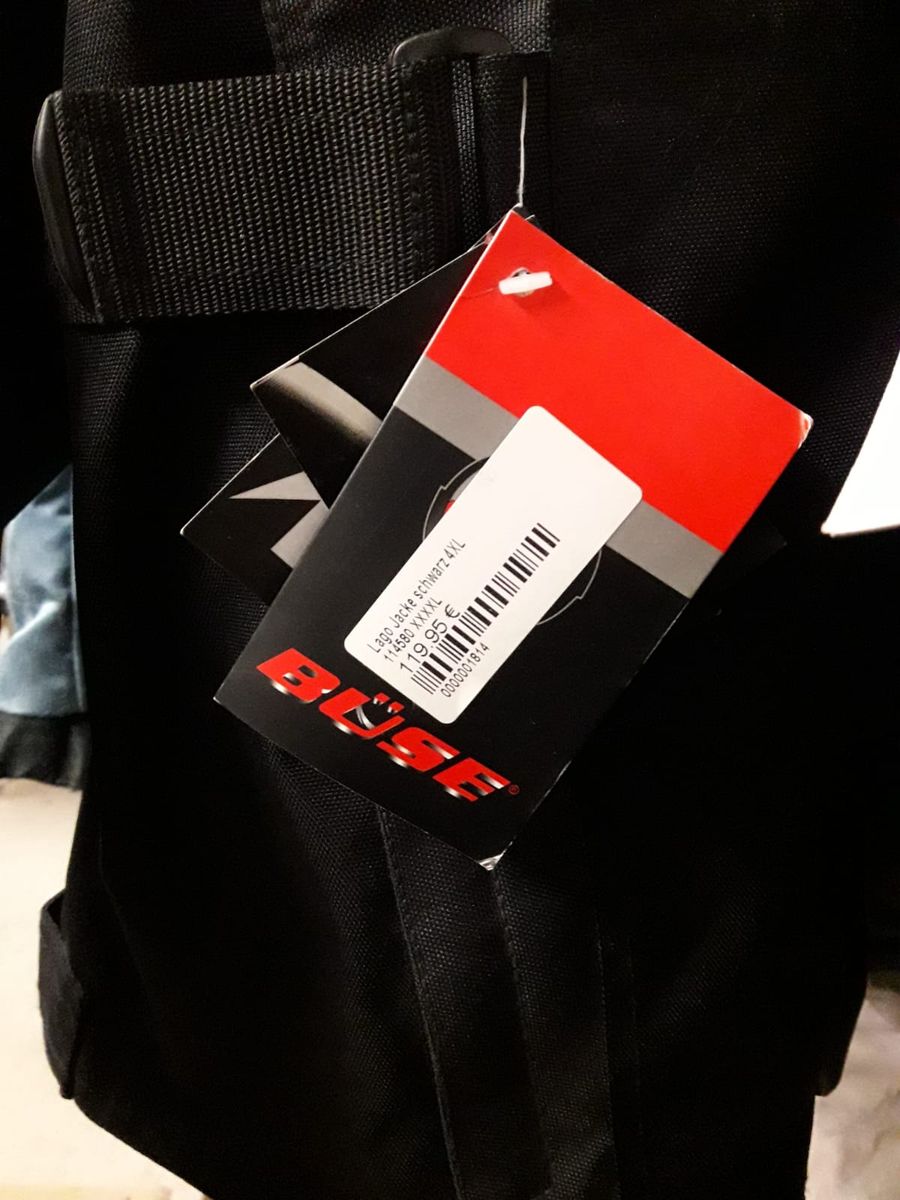 Lago Jacke schwarz 4XL
114580 XXXXL
119.95 €
0000001814
BÜSE®